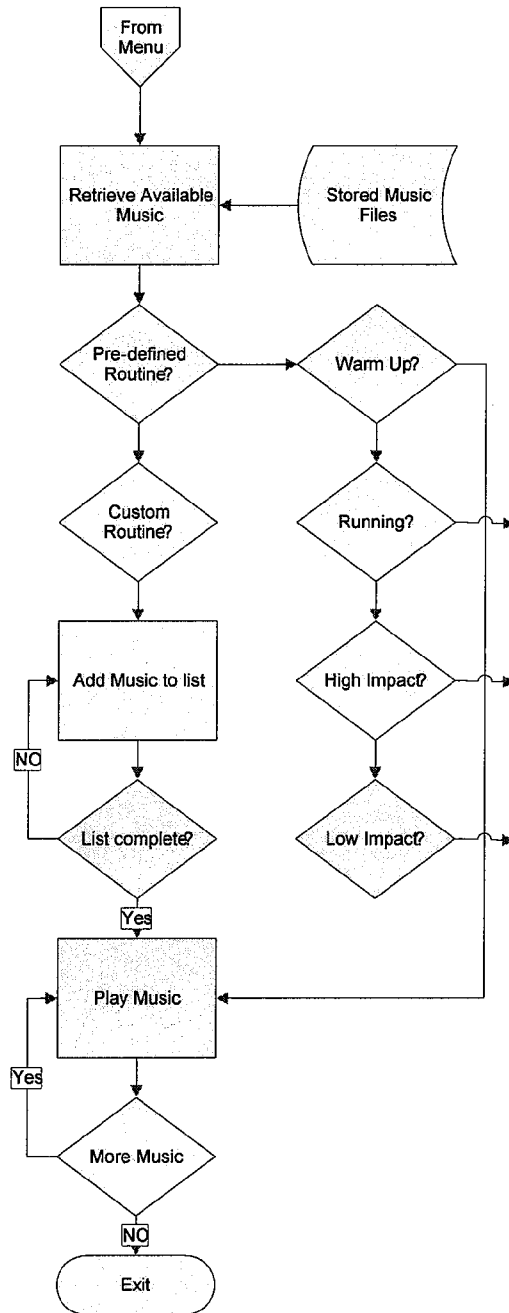 From
Menu
Retrieve Available
Music
Stored Music
Files
Pre-defined
Routine?
Warm Up?
Custom
Routine?
Running?
Add Music to list
High Impact?
NO
List complete?
Low Impact?
Yes
Play Music
Yes
More Music
NO
Exit